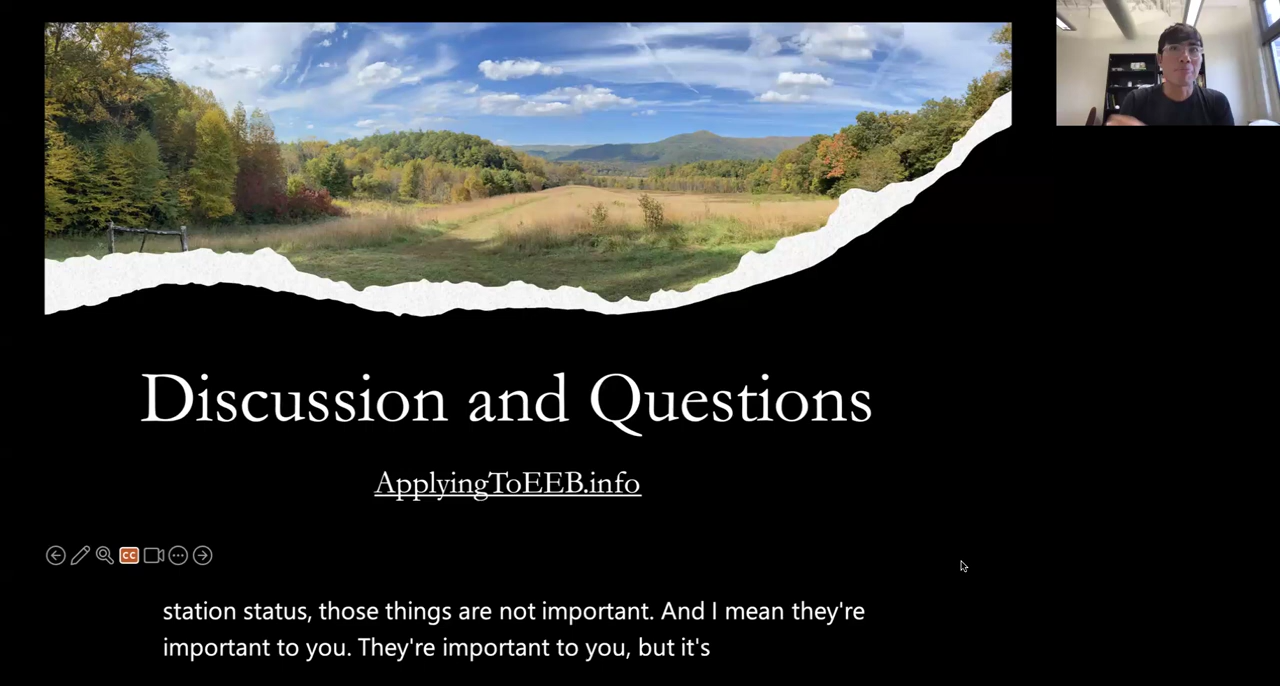 Discussion and Questions
ApplyingToEEB.info
CC
station status, those things are not important. And I mean they're
important to you. They're important to you, but it's